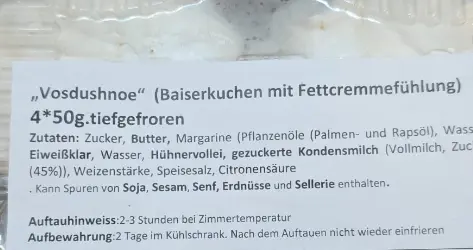 „Vosdushnoe“ (Baiserkuchen mit Fettcremmefühlung)
4*50g.tiefgefroren
Zutaten: Zucker, Butter, Margarine (Pflanzenöle (Palmen- und Rapsöl), Wass
Eiweißklar, Wasser, Hühnervollei, gezuckerte Kondensmilch (Vollmilch, Zuc
(45%)), Weizenstärke, Speisesalz, Citronensäure
. Kann Spuren von Soja, Sesam, Senf, Erdnüsse und Sellerie enthalten.
Auftauhinweiss:2-3 Stunden bei Zimmertemperatur
Aufbewahrung:2 Tage im Kühlschrank. Nach dem Auftauen nicht wieder einfrieren